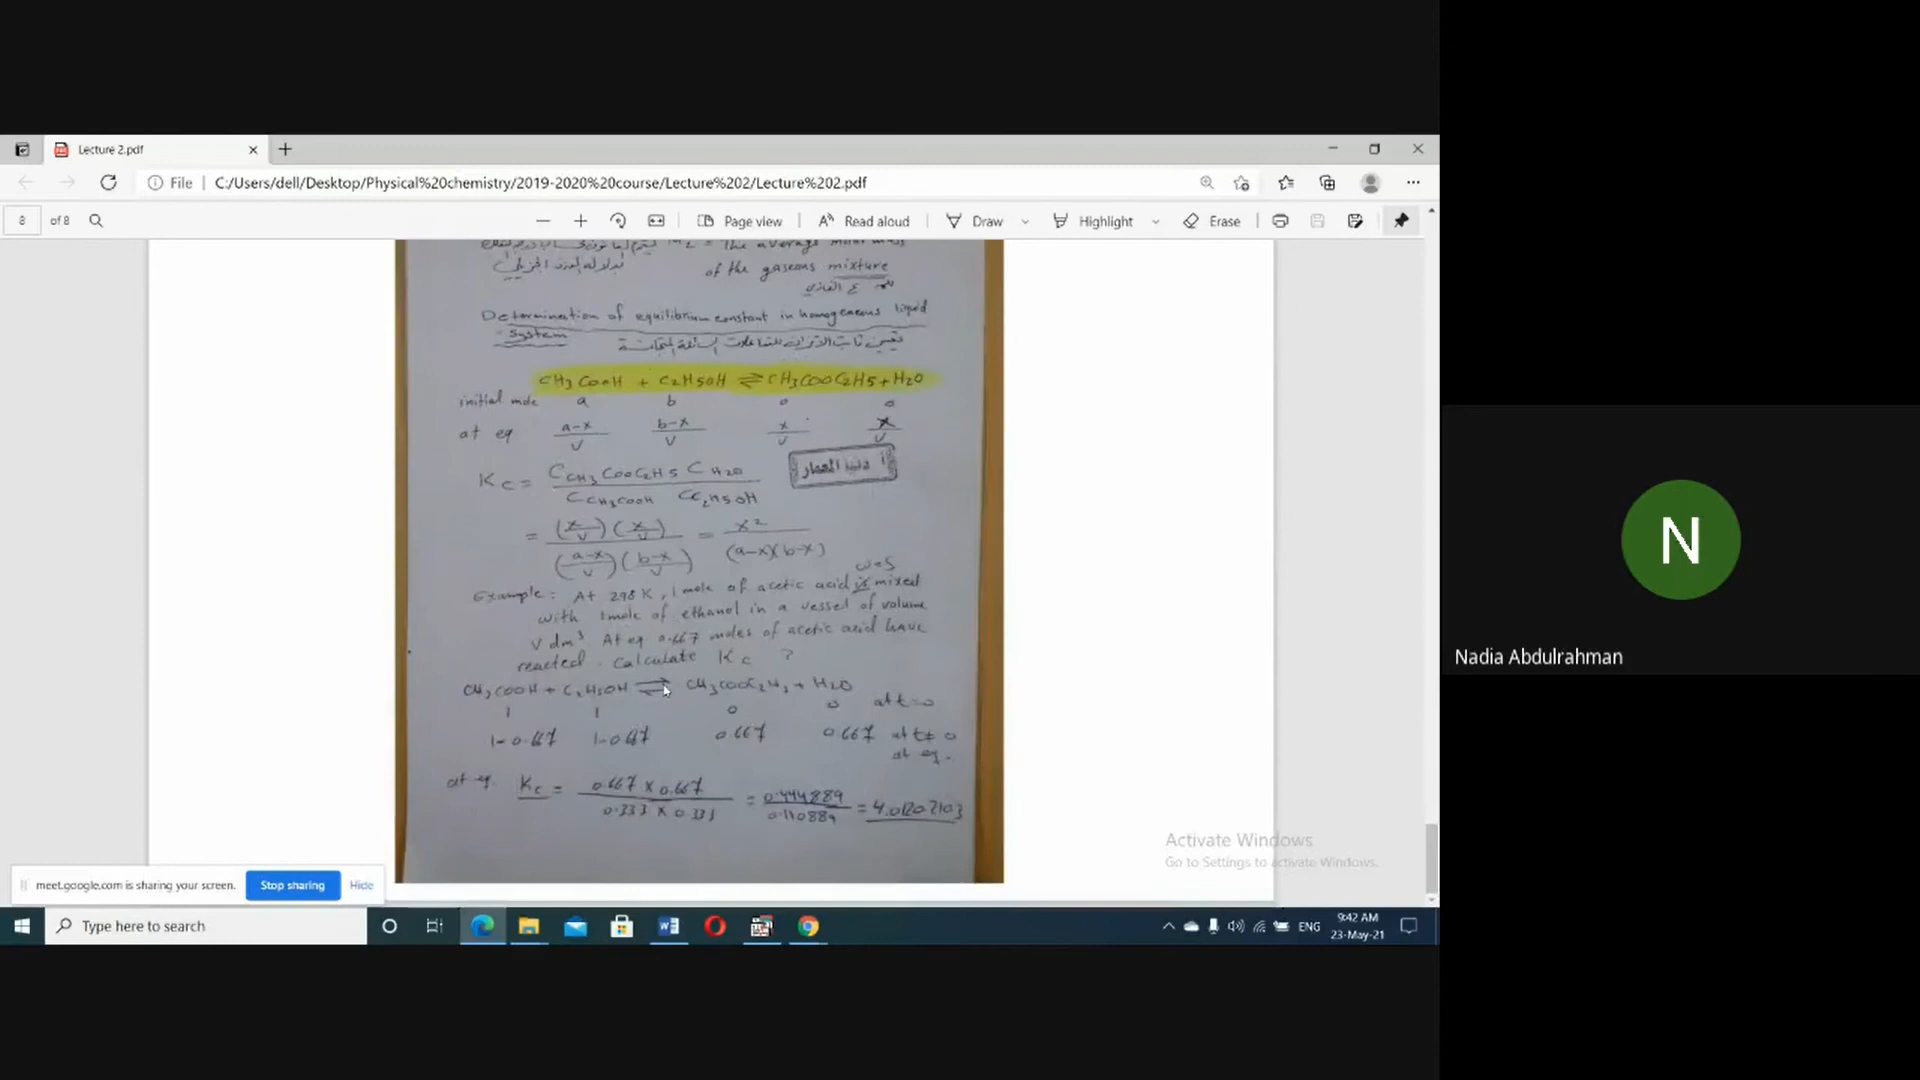 Lecture 2.pdf
File C:/Users/dell/Desktop/Physical%20chemistry/2019-2020%20course/Lecture%202/Lecture%202.pdf
8 of 8
Page view
Read aloud
Draw
Highlight
Erase
= The average
of the gaseous mixture
Determination of equilibrium constant in homogeneous liquid
system
CH3COOH + C2H5OH ⇌ CH3COOC2H5 + H2O
initial mole a b o o
at eq a-x/V b-x/V x/V x/V
Kc = C CH3COOC2H5 C H2O / C CH3COOH C C2H5OH
= (x/V)(x/V) / (a-x/V)(b-x/V) = x2 / (a-x)(b-x)
was
Example: At 298 K, 1 mole of acetic acid is mixed
with 1 mole of ethanol in a vessel of volume
V dm3 At eq 0.667 moles of acetic acid have
reacted. Calculate Kc ?
CH3COOH + C2H5OH ⇌ CH3COOC2H5 + H2O
1 1 0 0 at t=0
1-0.667 1-0.667 0.667 0.667 at t≠0
at eq.
at eq. Kc = 0.667 x 0.667 / 0.333 x 0.333 = 0.444889 / 0.110889 = 4.01202103
Activate Windows
Go to Settings to activate Windows.
meet.google.com is sharing your screen.
Stop sharing
Hide
Type here to search
ENG
9:42 AM
23-May-21
N
Nadia Abdulrahman